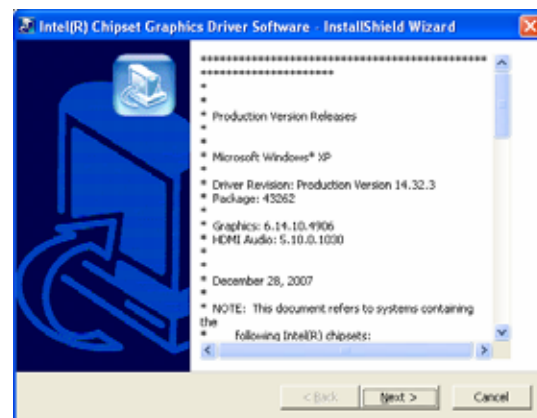 Intel(R) Chipset Graphics Driver Software - InstallShield Wizard
************************************************
**********************
*
*
* Production Version Releases
*
*
* Microsoft Windows* XP
*
* Driver Revision: Production Version 14.32.3
* Package: 43262
*
* Graphics: 6.14.10.4906
* HDMI Audio: 5.10.0.1030
*
*
* December 28, 2007
*
* NOTE: This document refers to systems containing
the
* following Intel(R) chipsets:
< Back
Next >
Cancel